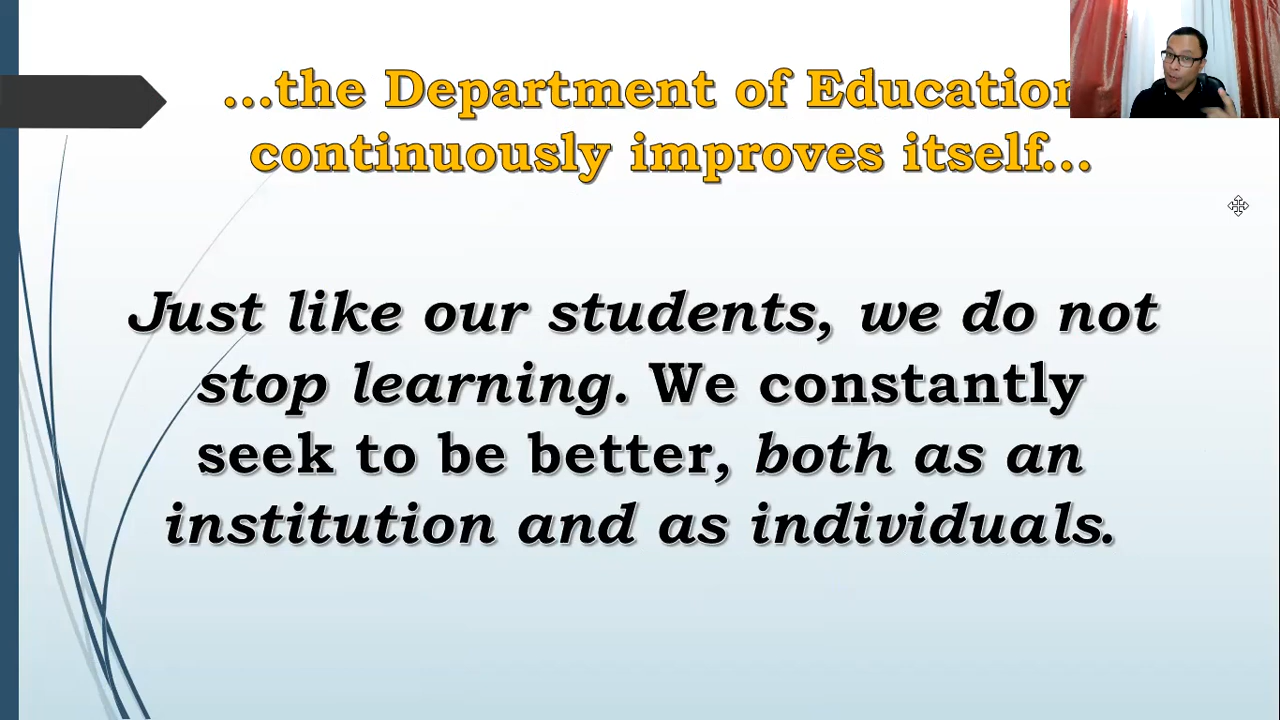 ...the Department of Education
continuously improves itself...
Just like our students, we do not
stop learning. We constantly
seek to be better, both as an
institution and as individuals.